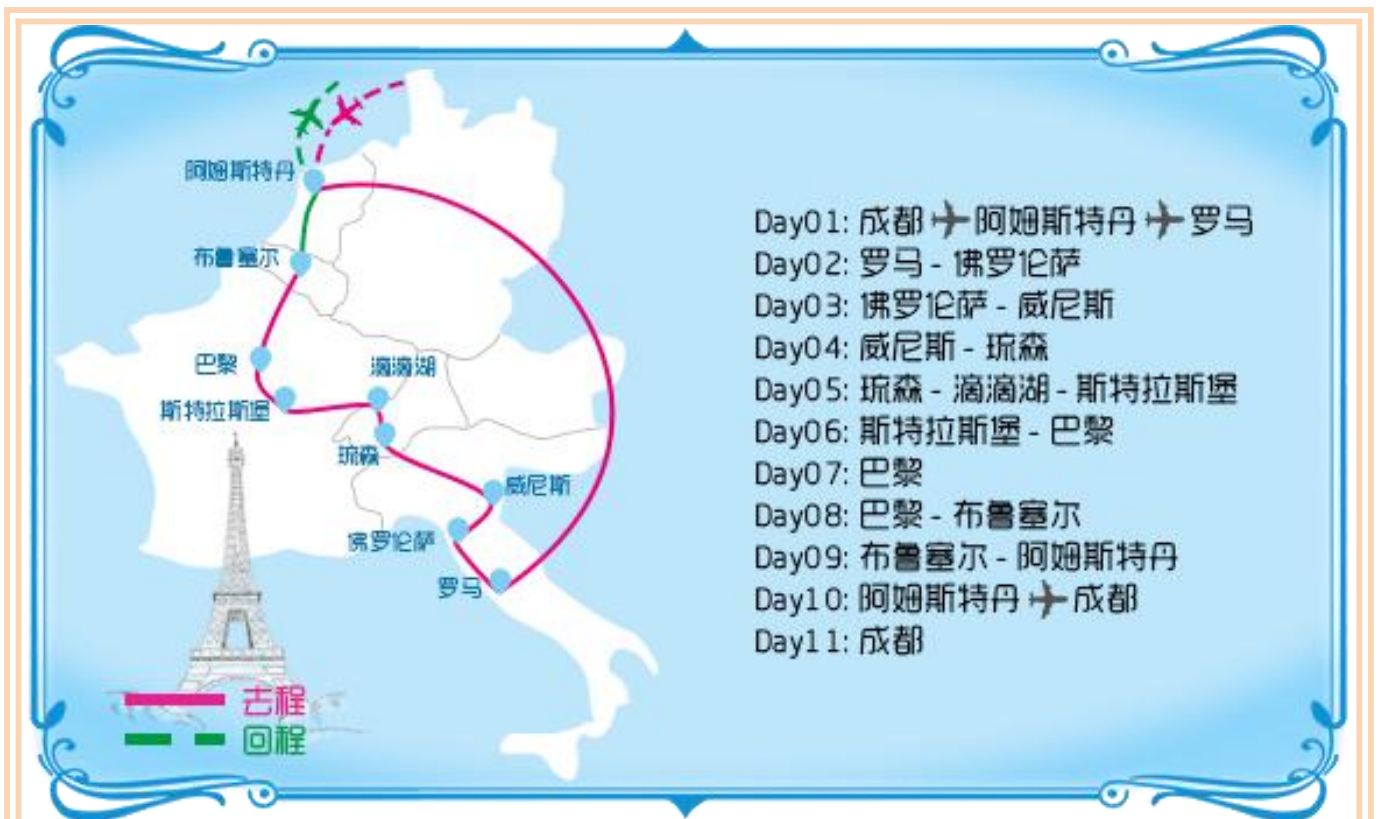 阿姆斯特丹
布鲁塞尔
巴黎
滴滴湖
斯特拉斯堡
琉森
威尼斯
佛罗伦萨
罗马
去程
回程
Day01: 成都 阿姆斯特丹 罗马
Day02: 罗马 - 佛罗伦萨
Day03: 佛罗伦萨 - 威尼斯
Day04: 威尼斯 - 琉森
Day05: 琉森 - 滴滴湖 - 斯特拉斯堡
Day06: 斯特拉斯堡 - 巴黎
Day07: 巴黎
Day08: 巴黎 - 布鲁塞尔
Day09: 布鲁塞尔 - 阿姆斯特丹
Day10: 阿姆斯特丹 成都
Day11: 成都